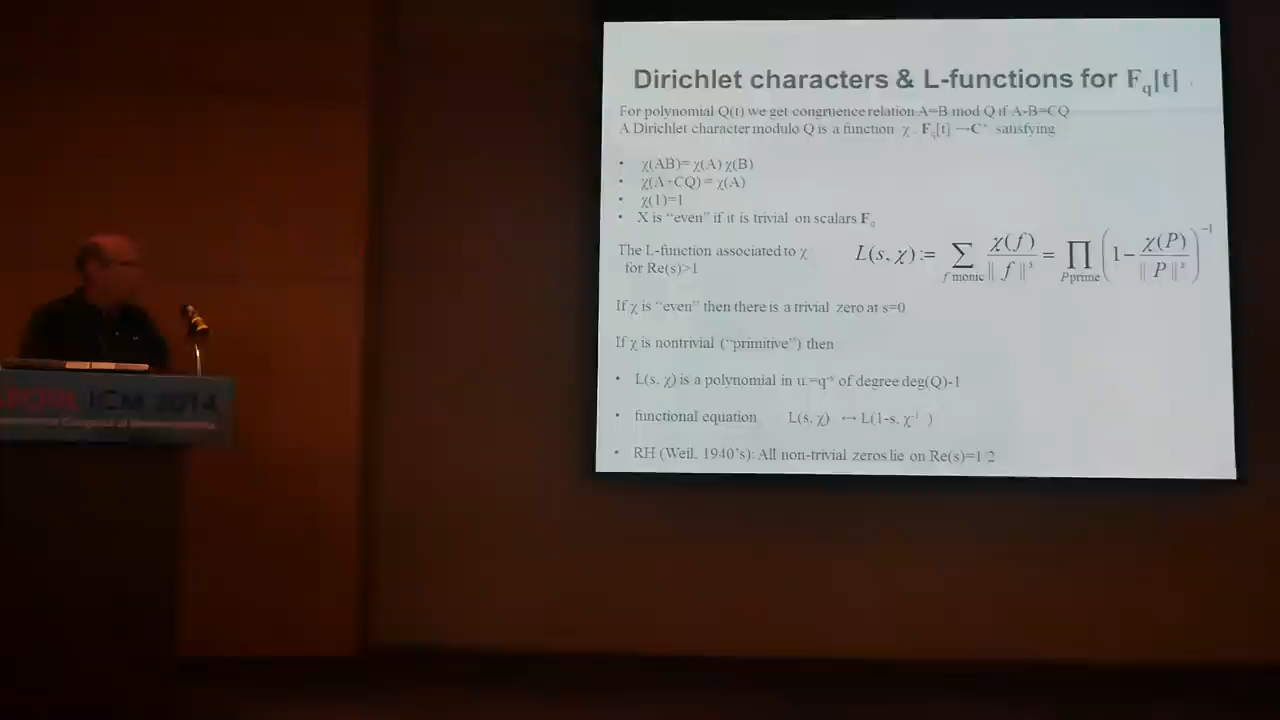 Dirichlet characters & L-functions for F_q[t]
For polynomial Q(t) we get congruence relation A=B mod Q if A-B=CQ
A Dirichlet character modulo Q is a function χ : F_q[t] →C* satisfying
• χ(AB)=χ(A)χ(B)
• χ(A+CQ)=χ(A)
• χ(1)=1
• X is “even” if it is trivial on scalars F_q
The L-function associated to χ
for Re(s)>1
L(s, χ) := ∑_{f monic} χ(f) / ||f||^s = ∏_{P prime} (1 − χ(P) / ||P||^s)^{-1}
If χ is “even” then there is a trivial zero at s=0
If χ is nontrivial (“primitive”) then
• L(s, χ) is a polynomial in u=q^{-s} of degree deg(Q)-1
• functional equation L(s, χ) ↔ L(1-s, χ^{-1})
• RH (Weil, 1940’s): All non-trivial zeros lie on Re(s)=1/2
ICM 2014